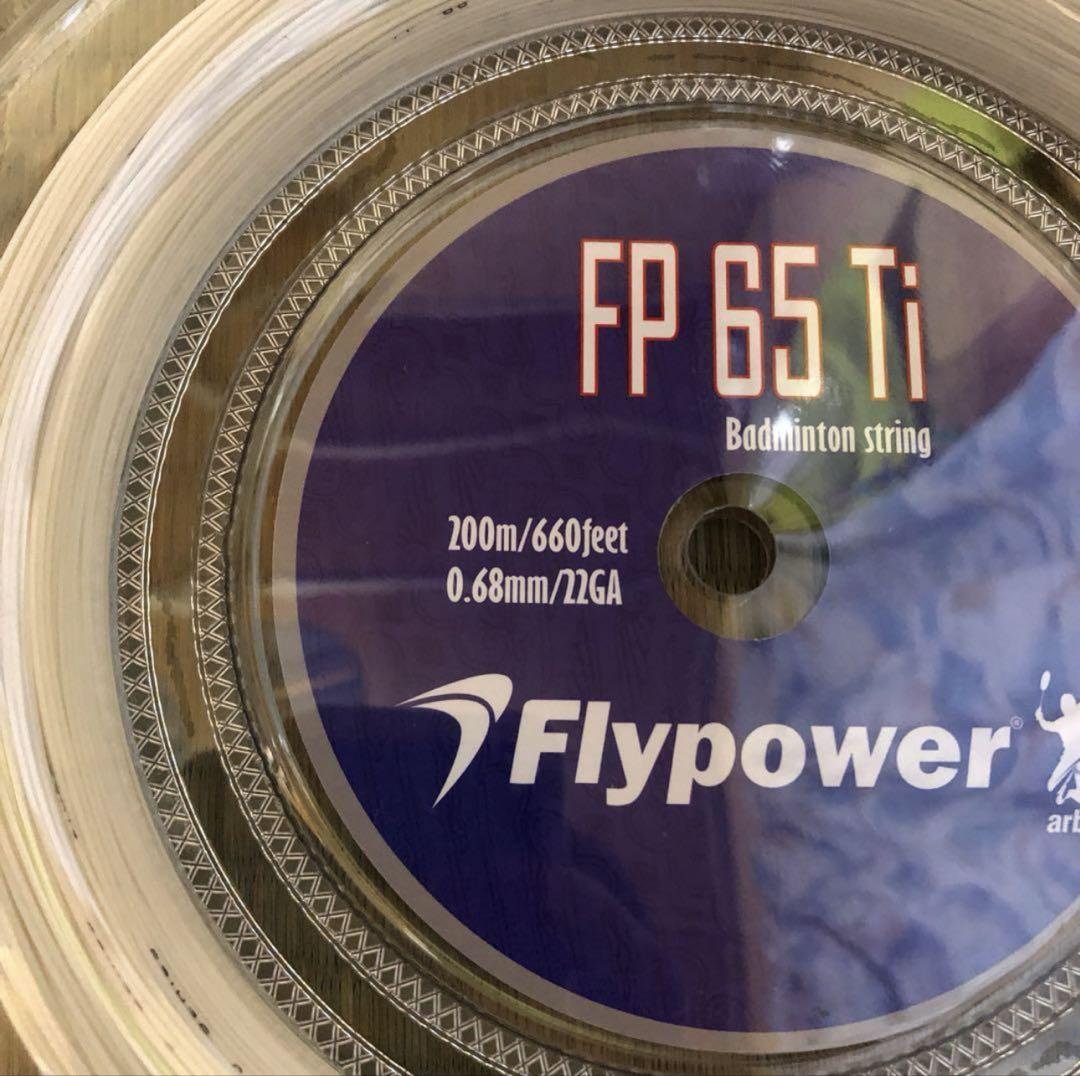 FP 65 Ti
Badminton string
200m/660feet
0.68mm/22GA
Flypower®